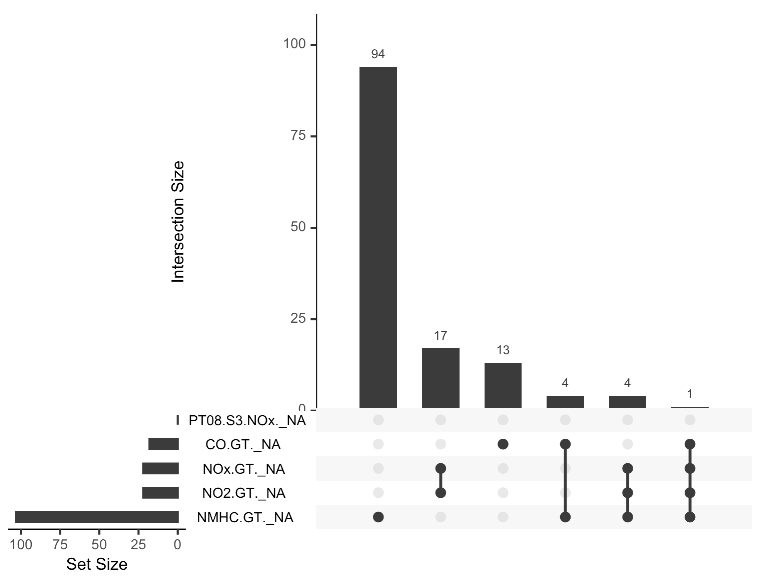 100
94
75
Intersection Size
50
25
17
13
4
4
1
0
PT08.S3.NOx._NA
CO.GT._NA
NOx.GT._NA
NO2.GT._NA
NMHC.GT._NA
100 75 50 25 0
Set Size